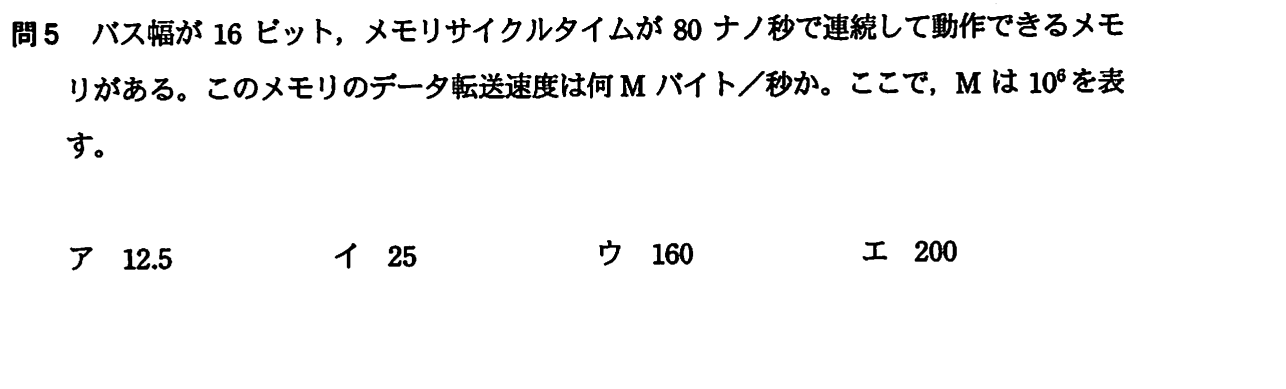 問5 バス幅が 16 ビット，メモリサイクルタイムが 80 ナノ秒で連続して動作できるメモ
リがある。このメモリのデータ転送速度は何 M バイト／秒か。ここで，M は 10⁶ を表
す。
ア 12.5 イ 25 ウ 160 エ 200